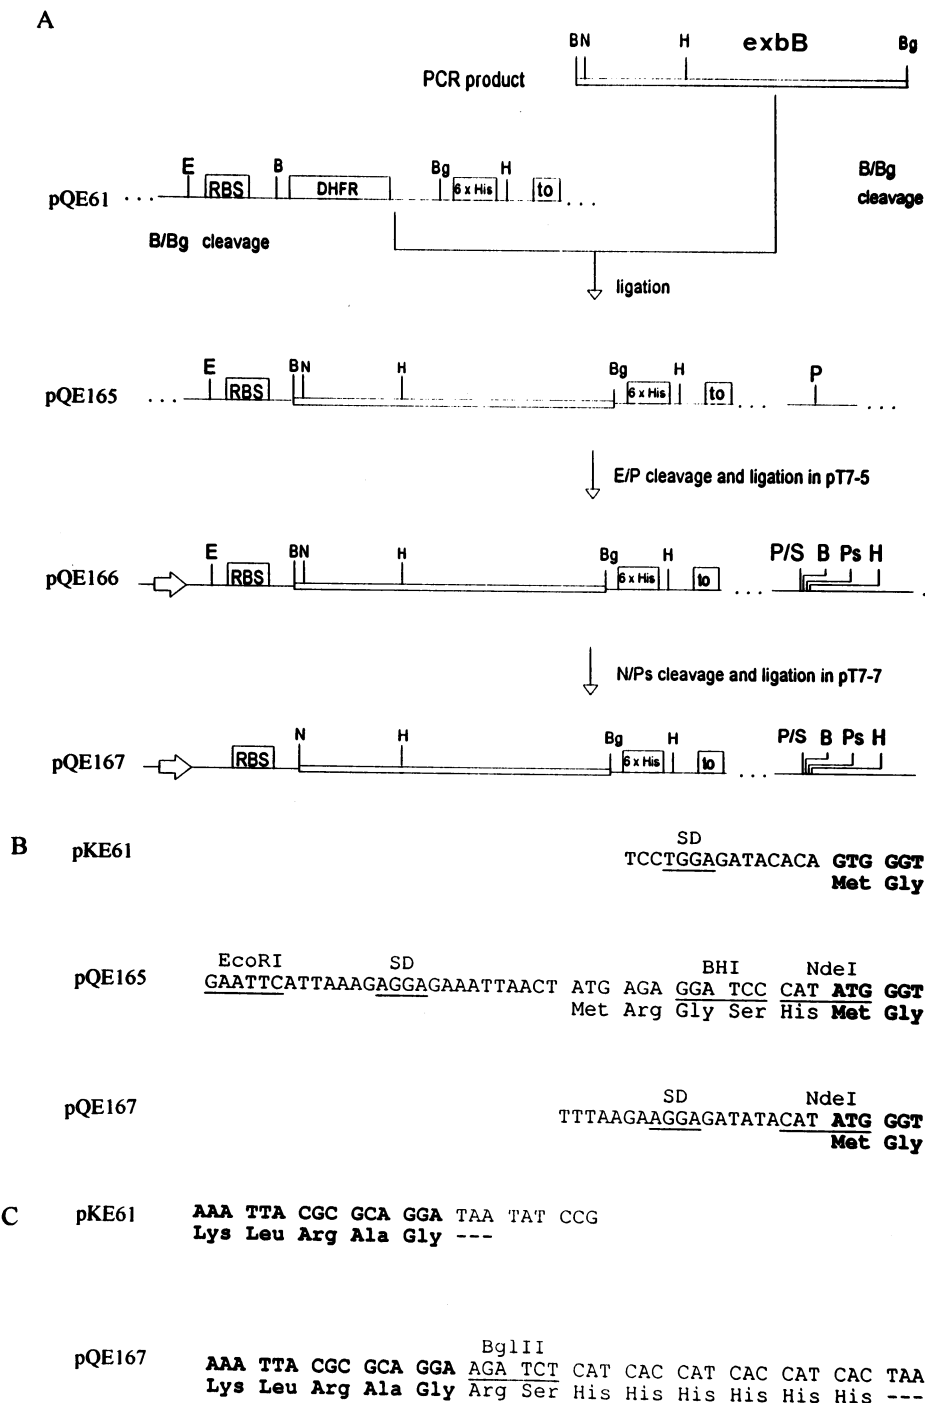 A
B N H exbB Bg
PCR product
E RBS B DHFR Bg 6 x His H to
pQE61 . . . . . .
B/Bg cleavage
B/Bg cleavage
ligation
E RBS B N H Bg 6 x His H to P
pQE165 . . . . . . . . .
E/P cleavage and ligation in pT7-5
E RBS B N H Bg 6 x His H to P/S B Ps H
pQE166 . . .
N/Ps cleavage and ligation in pT7-7
RBS N H Bg 6 x His H to P/S B Ps H
pQE167 . . .
B
SD
pKE61 TCCTGGAGATACACA GTG GGT
Met Gly
EcoRI SD BHI NdeI
pQE165 GAATTCATTAAAGAGGAGAAATTAACT ATG AGA GGA TCC CAT ATG GGT
Met Arg Gly Ser His Met Gly
SD NdeI
pQE167 TTTAAGAAGGAGATATACAT ATG GGT
Met Gly
C
pKE61 AAA TTA CGC GCA GGA TAA TAT CCG
Lys Leu Arg Ala Gly ---
BglII
pQE167 AAA TTA CGC GCA GGA AGA TCT CAT CAC CAT CAC CAT CAC TAA
Lys Leu Arg Ala Gly Arg Ser His His His His His His ---